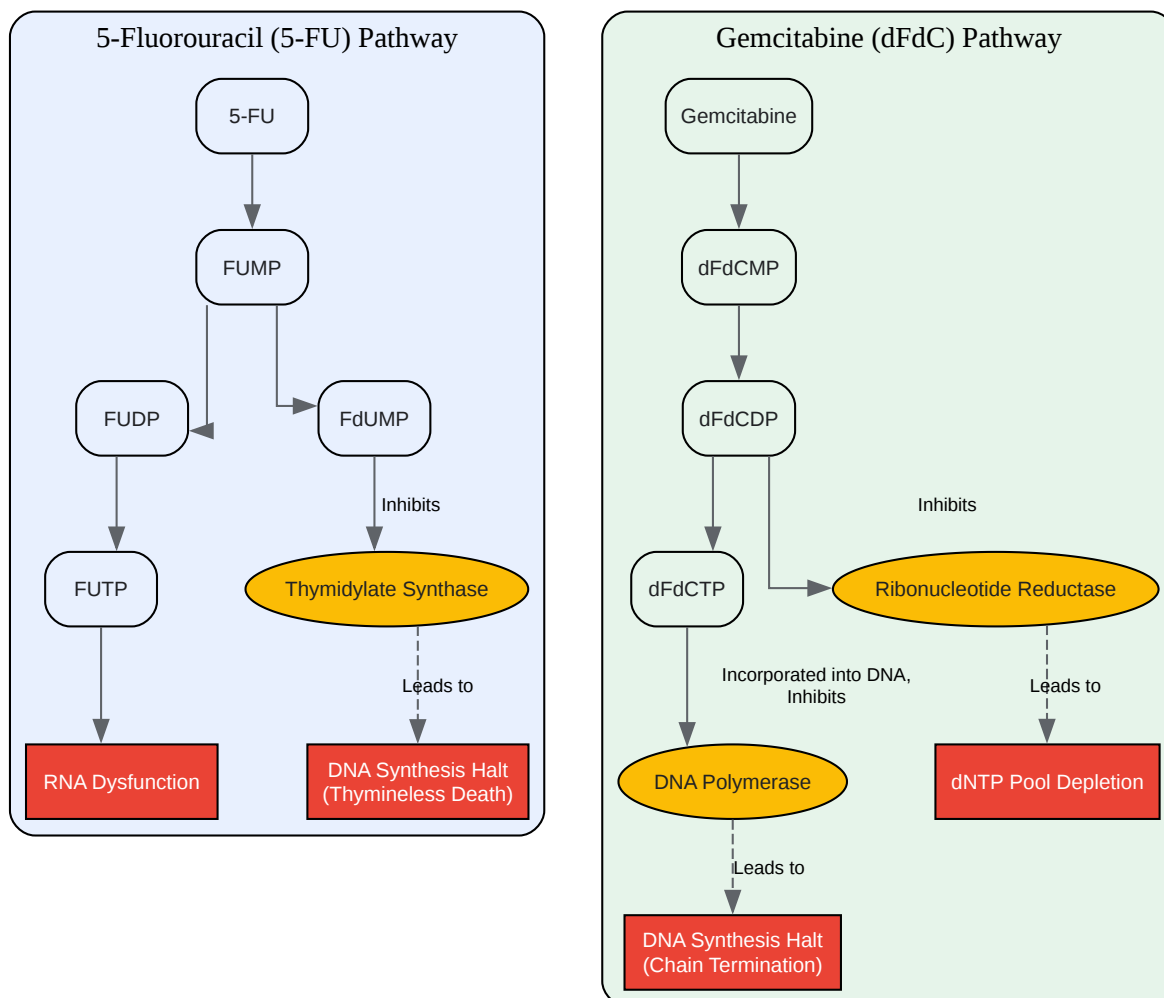 5-Fluorouracil (5-FU) Pathway
5-FU
FUMP
FUDP
FdUMP
Inhibits
FUTP
Thymidylate Synthase
Leads to
RNA Dysfunction
DNA Synthesis Halt
(Thymineless Death)
Gemcitabine (dFdC) Pathway
Gemcitabine
dFdCMP
dFdCDP
Inhibits
dFdCTP
Ribonucleotide Reductase
Incorporated into DNA,
Inhibits
Leads to
DNA Polymerase
dNTP Pool Depletion
Leads to
DNA Synthesis Halt
(Chain Termination)